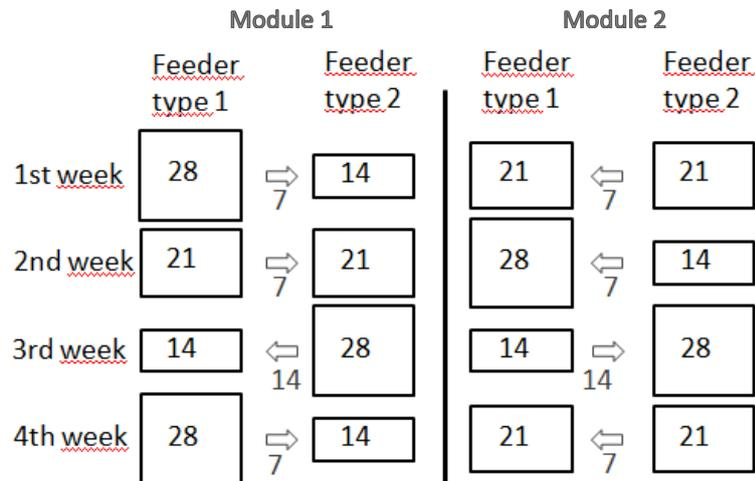 Module 1
Module 2
Feeder type 1
Feeder type 2
Feeder type 1
Feeder type 2
1st week
28
7
14
21
7
21
2nd week
21
7
21
28
7
14
3rd week
14
14
28
14
14
28
4th week
28
7
14
21
7
21